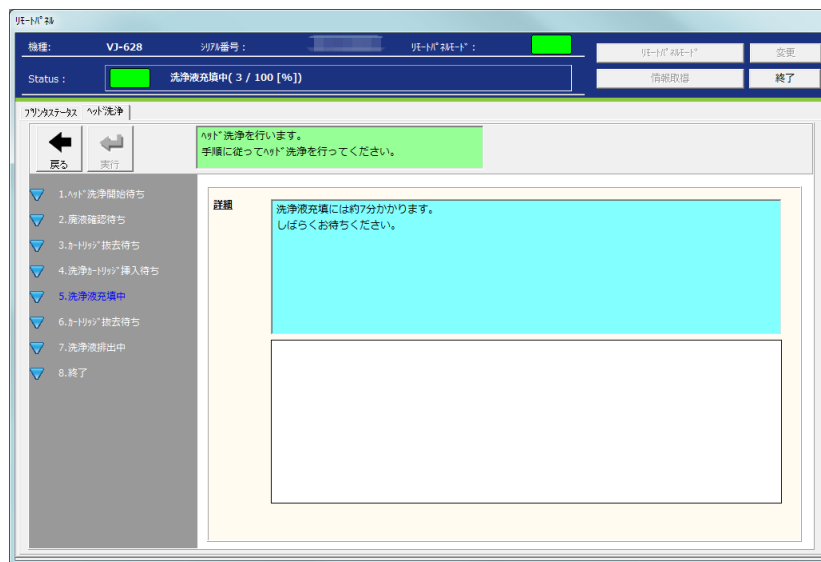 ﾘﾓｰﾄﾊﾟﾈﾙ
機種: VJ-628 ｼﾘｱﾙ番号 : ﾘﾓｰﾄﾊﾟﾈﾙﾓｰﾄﾞ :
ﾘﾓｰﾄﾊﾟﾈﾙﾓｰﾄﾞ 変更
Status : 洗浄液充填中( 3 / 100 [%])
情報取得 終了
ﾌﾟﾘﾝﾀｽﾃｰﾀｽ ﾍｯﾄﾞ洗浄
戻る 実行
ﾍｯﾄﾞ洗浄を行います。
手順に従ってﾍｯﾄﾞ洗浄を行ってください。
1.ﾍｯﾄﾞ洗浄開始待ち
2.廃液確認待ち
3.ｶｰﾄﾘｯｼﾞ抜去待ち
4.洗浄ｶｰﾄﾘｯｼﾞ挿入待ち
5.洗浄液充填中
6.ｶｰﾄﾘｯｼﾞ抜去待ち
7.洗浄液排出中
8.終了
詳細
洗浄液充填には約7分かかります。
しばらくお待ちください。